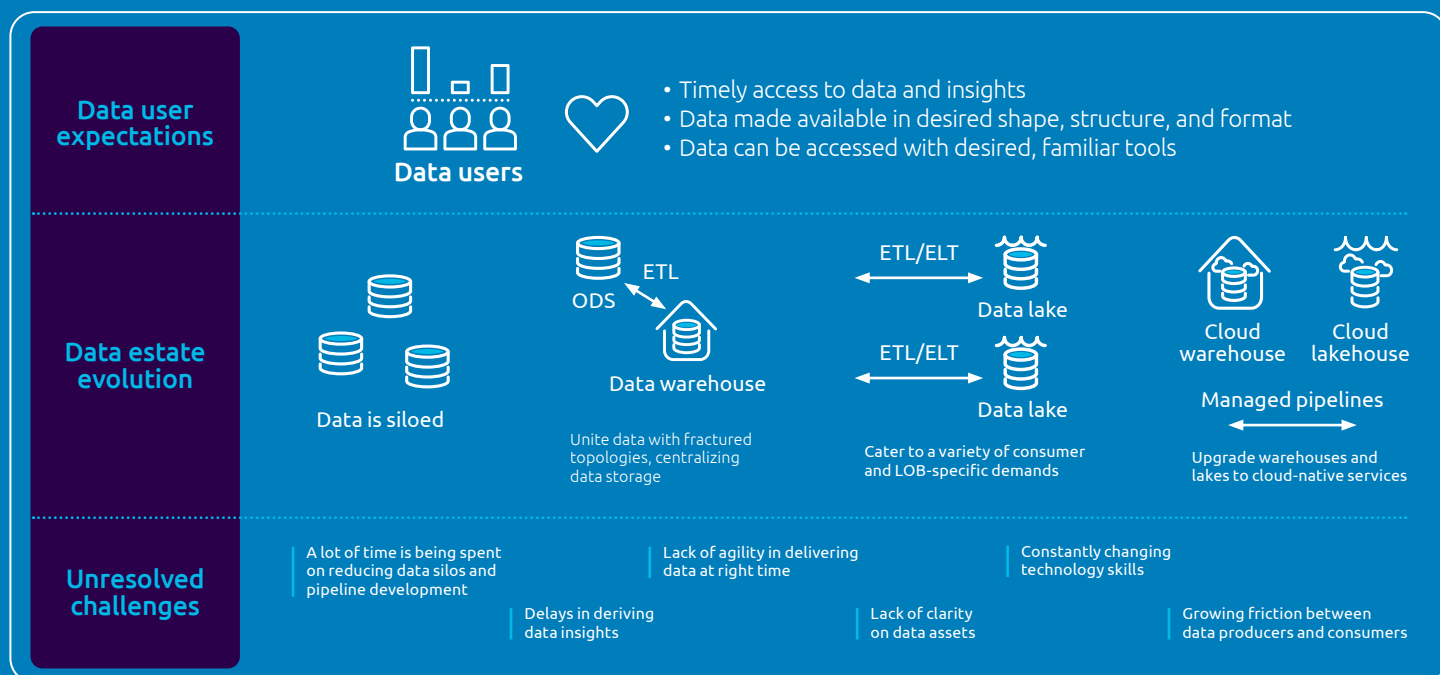 Data user
expectations
Data users
• Timely access to data and insights
• Data made available in desired shape, structure, and format
• Data can be accessed with desired, familiar tools
Data estate
evolution
Data is siloed
ODS
ETL
Data warehouse
Unite data with fractured
topologies, centralizing
data storage
ETL/ELT
Data lake
ETL/ELT
Data lake
Cater to a variety of consumer
and LOB-specific demands
Cloud
warehouse
Cloud
lakehouse
Managed pipelines
Upgrade warehouses and
lakes to cloud-native services
Unresolved
challenges
A lot of time is being spent
on reducing data silos and
pipeline development
Delays in deriving
data insights
Lack of agility in delivering
data at right time
Lack of clarity
on data assets
Constantly changing
technology skills
Growing friction between
data producers and consumers